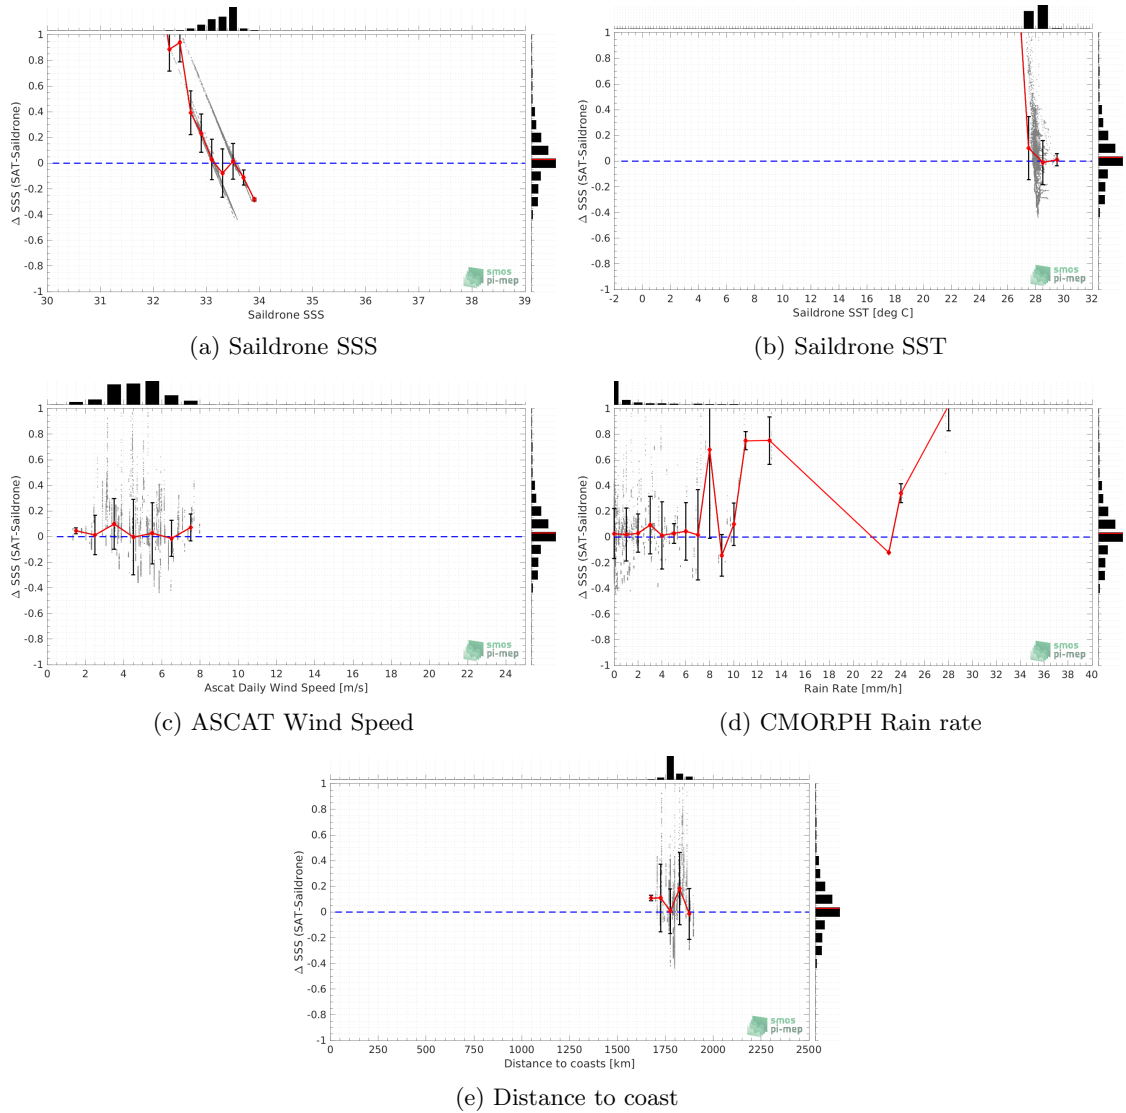 1
0.8
0.6
0.4
0.2
0
-0.2
-0.4
-0.6
-0.8
-1
Δ SSS (SAT-Saildrone)
30 31 32 33 34 35 36 37 38 39
Saildrone SSS
smos
pi-mep
(a) Saildrone SSS
1
0.8
0.6
0.4
0.2
0
-0.2
-0.4
-0.6
-0.8
-1
Δ SSS (SAT-Saildrone)
-2 0 2 4 6 8 10 12 14 16 18 20 22 24 26 28 30 32
Saildrone SST [deg C]
smos
pi-mep
(b) Saildrone SST
1
0.8
0.6
0.4
0.2
0
-0.2
-0.4
-0.6
-0.8
-1
Δ SSS (SAT-Saildrone)
0 2 4 6 8 10 12 14 16 18 20 22 24
Ascat Daily Wind Speed [m/s]
smos
pi-mep
(c) ASCAT Wind Speed
1
0.8
0.6
0.4
0.2
0
-0.2
-0.4
-0.6
-0.8
-1
Δ SSS (SAT-Saildrone)
0 2 4 6 8 10 12 14 16 18 20 22 24 26 28 30 32 34 36 38 40
Rain Rate [mm/h]
smos
pi-mep
(d) CMORPH Rain rate
1
0.8
0.6
0.4
0.2
0
-0.2
-0.4
-0.6
-0.8
-1
Δ SSS (SAT-Saildrone)
0 250 500 750 1000 1250 1500 1750 2000 2250 2500
Distance to coasts [km]
smos
pi-mep
(e) Distance to coast